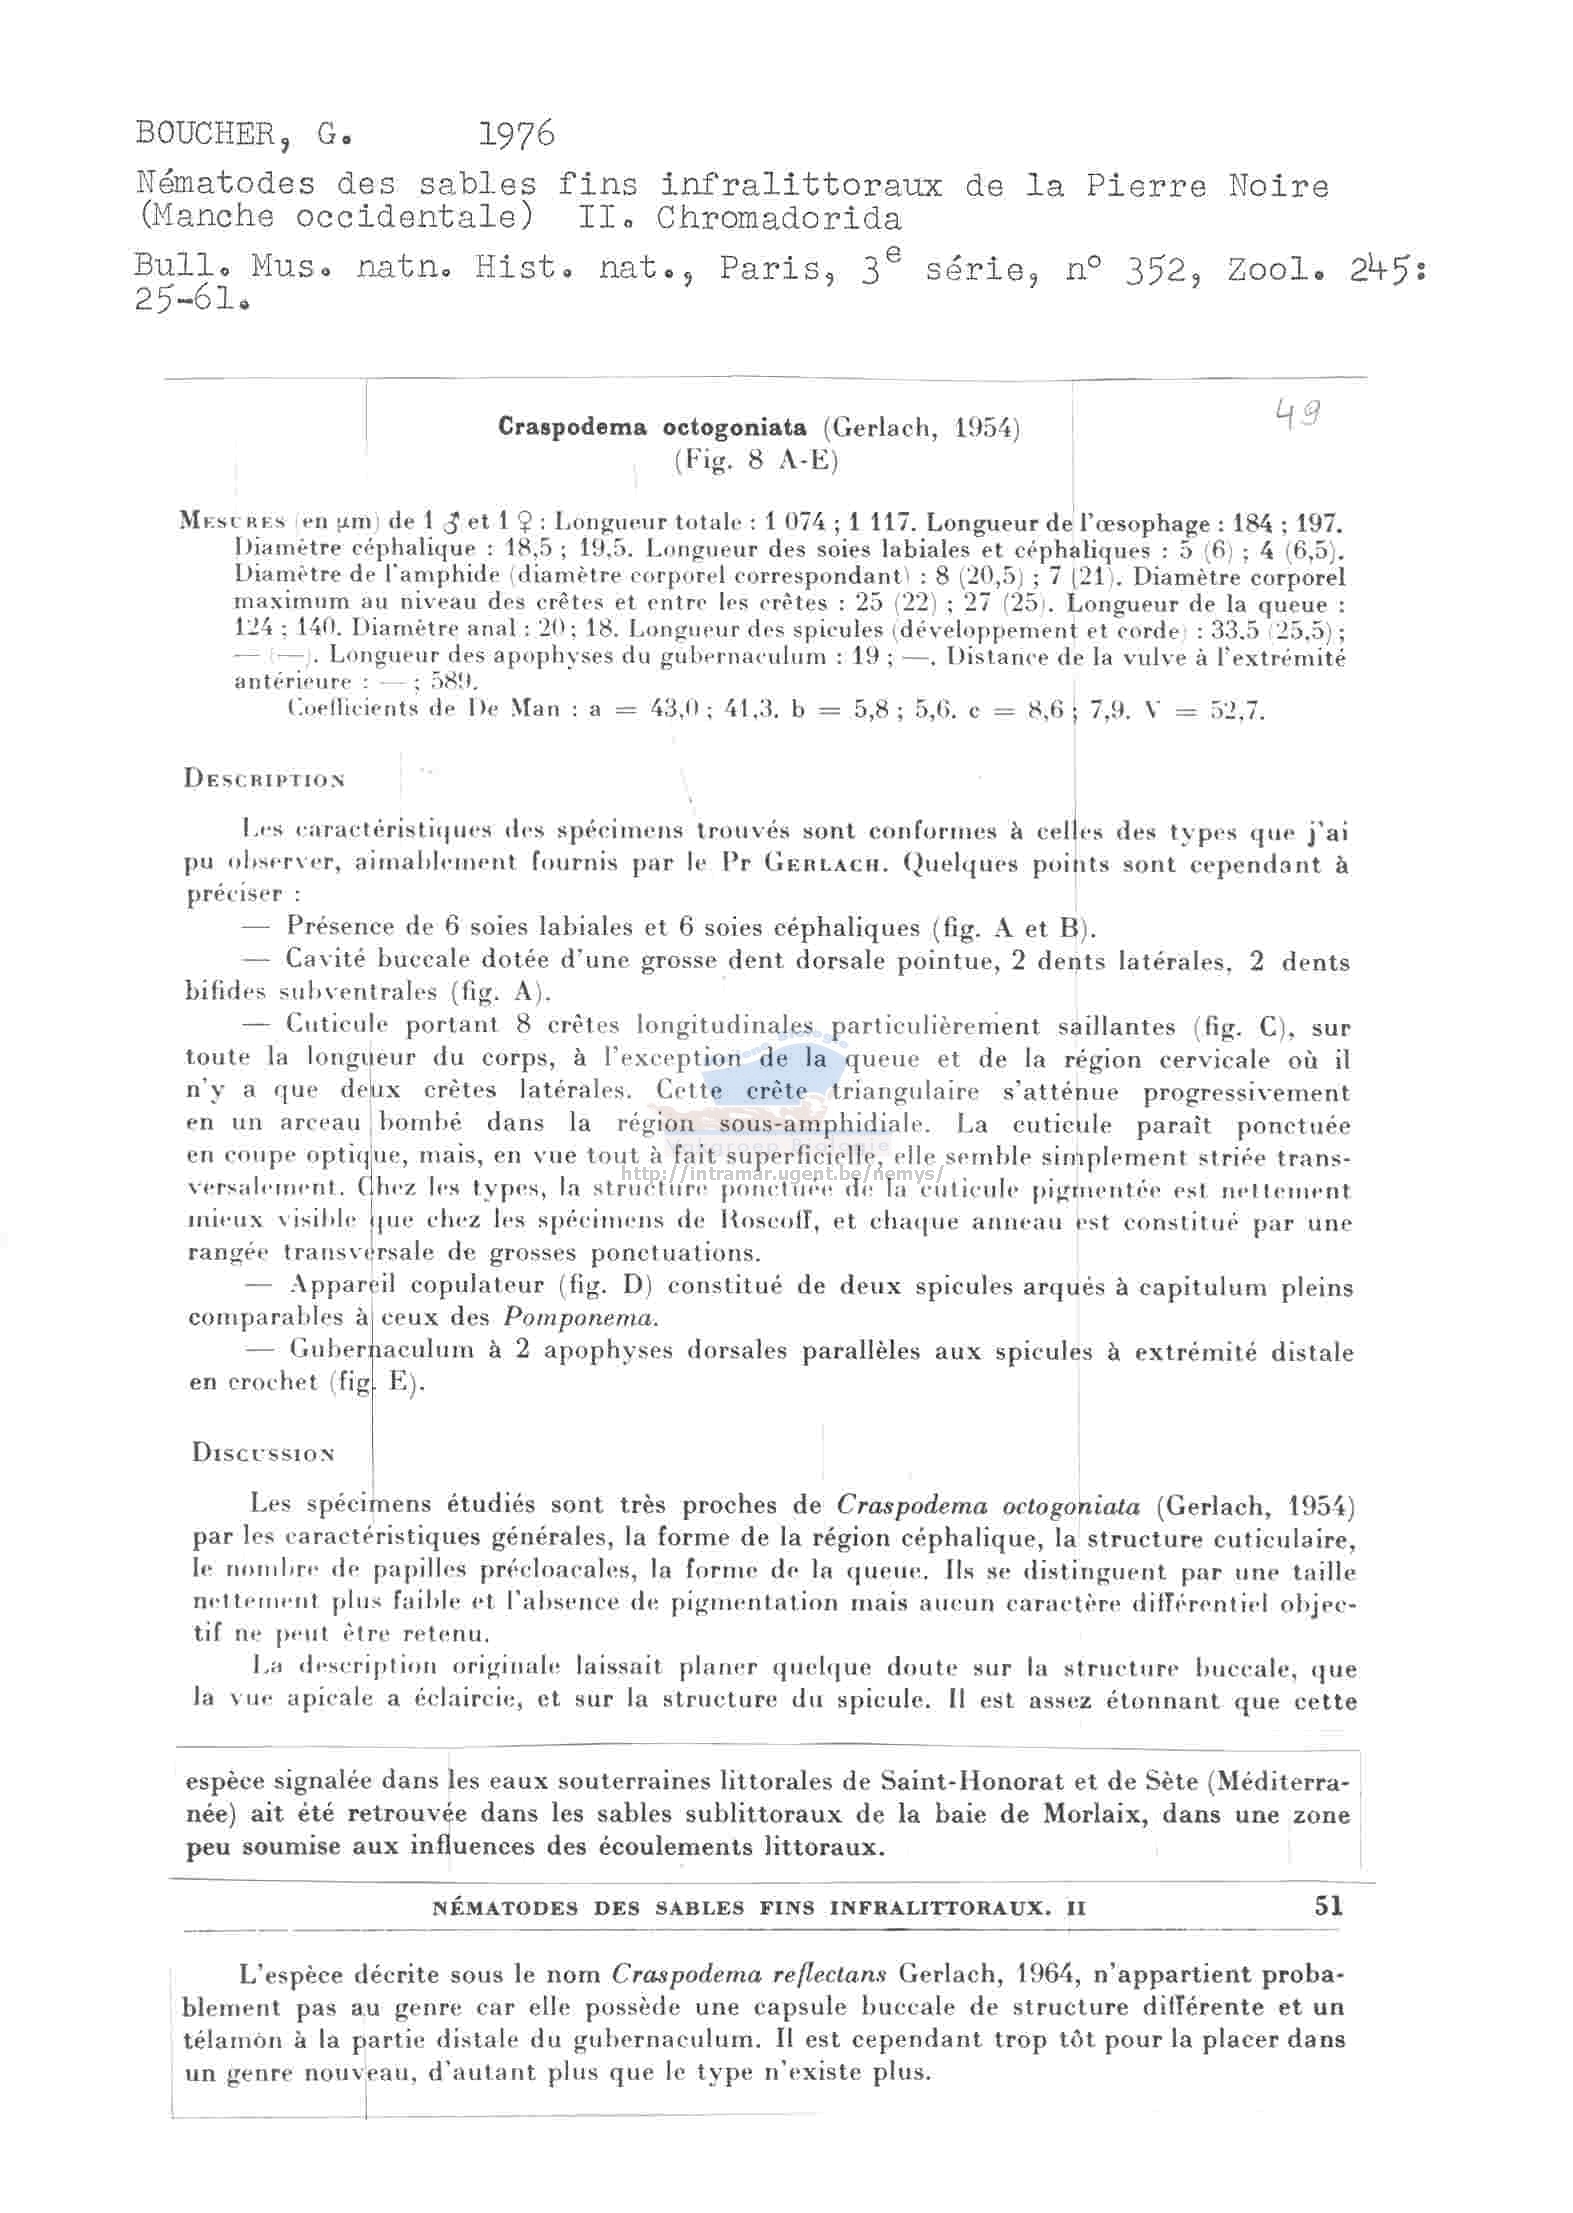 BOUCHER, G. 1976
Nématodes des sables fins infralittoraux de la Pierre Noire
(Manche occidentale) II. Chromadorida
Bull. Mus. natn. Hist. nat., Paris, 3e série, n° 352, Zool. 245:
25-61.
49
Craspodema octogoniata (Gerlach, 1954)
(Fig. 8 A-E)
MESURES (en µm) de 1 ♂ et 1 ♀ : Longueur totale : 1 074 ; 1 117. Longueur de l'œsophage : 184 ; 197.
Diamètre céphalique : 18,5 ; 19,5. Longueur des soies labiales et céphaliques : 5 (6) ; 4 (6,5).
Diamètre de l'amphide (diamètre corporel correspondant) : 8 (20,5) ; 7 (21). Diamètre corporel
maximum au niveau des crêtes et entre les crêtes : 25 (22) ; 27 (25). Longueur de la queue :
124 ; 140. Diamètre anal : 20 ; 18. Longueur des spicules (développement et corde) : 33.5 (25,5) ;
— (—). Longueur des apophyses du gubernaculum : 19 ; —. Distance de la vulve à l'extrémité
antérieure : — ; 589.
Coefficients de De Man : a = 43,0 ; 41,3. b = 5,8 ; 5,6. c = 8,6 ; 7,9. V = 52,7.
DESCRIPTION
Les caractéristiques des spécimens trouvés sont conformes à celles des types que j'ai
pu observer, aimablement fournis par le Pr GERLACH. Quelques points sont cependant à
préciser :
— Présence de 6 soies labiales et 6 soies céphaliques (fig. A et B).
— Cavité buccale dotée d'une grosse dent dorsale pointue, 2 dents latérales, 2 dents
bifides subventrales (fig. A).
— Cuticule portant 8 crêtes longitudinales particulièrement saillantes (fig. C), sur
toute la longueur du corps, à l'exception de la queue et de la région cervicale où il
n'y a que deux crêtes latérales. Cette crête triangulaire s'atténue progressivement
en un arceau bombé dans la région sous-amphidiale. La cuticule paraît ponctuée
en coupe optique, mais, en vue tout à fait superficielle, elle semble simplement striée trans-
http://intramar.ugent.be/nemys/
versalement. Chez les types, la structure ponctuée de la cuticule pigmentée est nettement
mieux visible que chez les spécimens de Roscoff, et chaque anneau est constitué par une
rangée transversale de grosses ponctuations.
— Appareil copulateur (fig. D) constitué de deux spicules arqués à capitulum pleins
comparables à ceux des Pomponema.
— Gubernaculum à 2 apophyses dorsales parallèles aux spicules à extrémité distale
en crochet (fig. E).
DISCUSSION
Les spécimens étudiés sont très proches de Craspodema octogoniata (Gerlach, 1954)
par les caractéristiques générales, la forme de la région céphalique, la structure cuticulaire,
le nombre de papilles précloacales, la forme de la queue. Ils se distinguent par une taille
nettement plus faible et l'absence de pigmentation mais aucun caractère différentiel objec-
tif ne peut être retenu.
La description originale laissait planer quelque doute sur la structure buccale, que
la vue apicale a éclaircie, et sur la structure du spicule. Il est assez étonnant que cette
espèce signalée dans les eaux souterraines littorales de Saint-Honorat et de Sète (Méditerra-
née) ait été retrouvée dans les sables sublittoraux de la baie de Morlaix, dans une zone
peu soumise aux influences des écoulements littoraux.
NÉMATODES DES SABLES FINS INFRALITTORAUX. II 51
L'espèce décrite sous le nom Craspodema reflectans Gerlach, 1964, n'appartient proba-
blement pas au genre car elle possède une capsule buccale de structure différente et un
télamon à la partie distale du gubernaculum. Il est cependant trop tôt pour la placer dans
un genre nouveau, d'autant plus que le type n'existe plus.